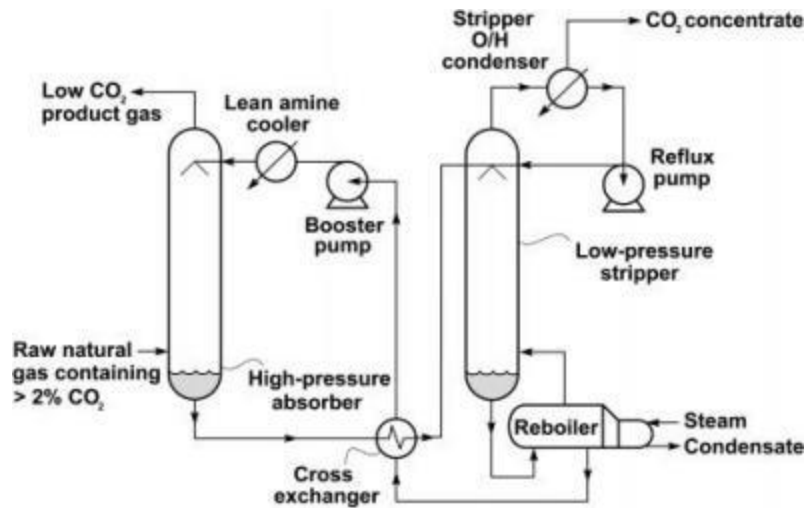 Stripper
O/H
condenser
CO₂ concentrate
Low CO₂
product gas
Lean amine
cooler
Booster
pump
Reflux
pump
Low-pressure
stripper
Raw natural
gas containing
> 2% CO₂
High-pressure
absorber
Cross
exchanger
Reboiler
Steam
Condensate